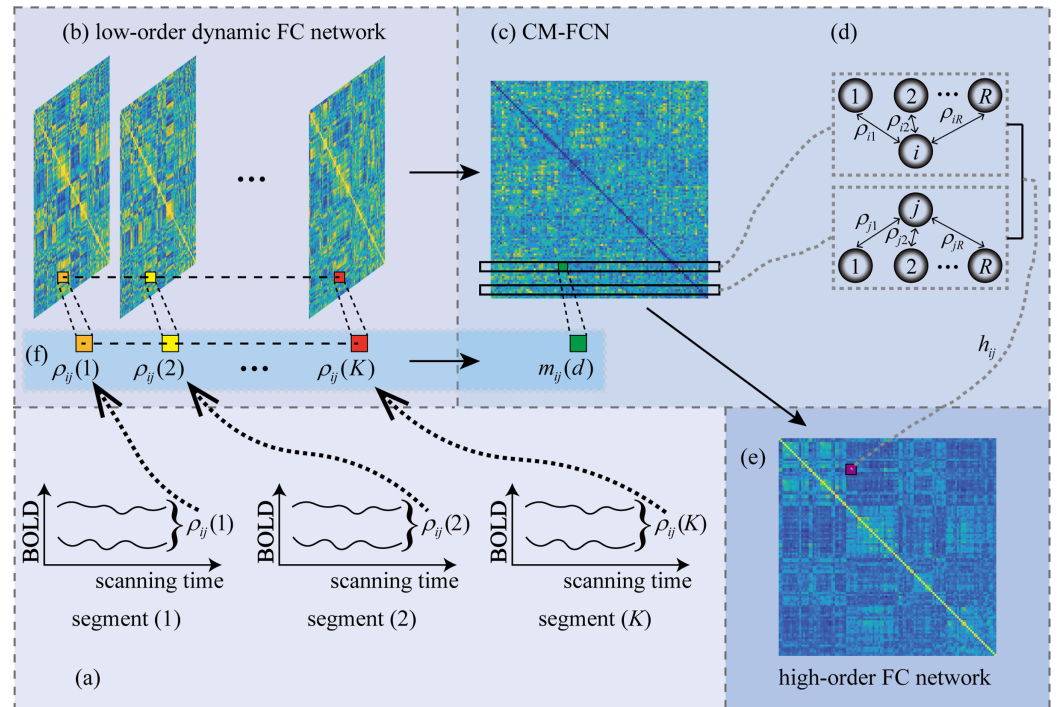 (b) low-order dynamic FC network
(c) CM-FCN
(d)
1 2 ••• R
ρi1 ρi2 ρiR
i
j
ρj1 ρj2 ρjR
1 2 ••• R
•••
(f)
ρij(1) ρij(2) ••• ρij(K) mij(d)
hij
(e)
high-order FC network
BOLD
ρij(1)
scanning time
segment (1)
BOLD
ρij(2)
scanning time
segment (2)
BOLD
ρij(K)
scanning time
segment (K)
(a)